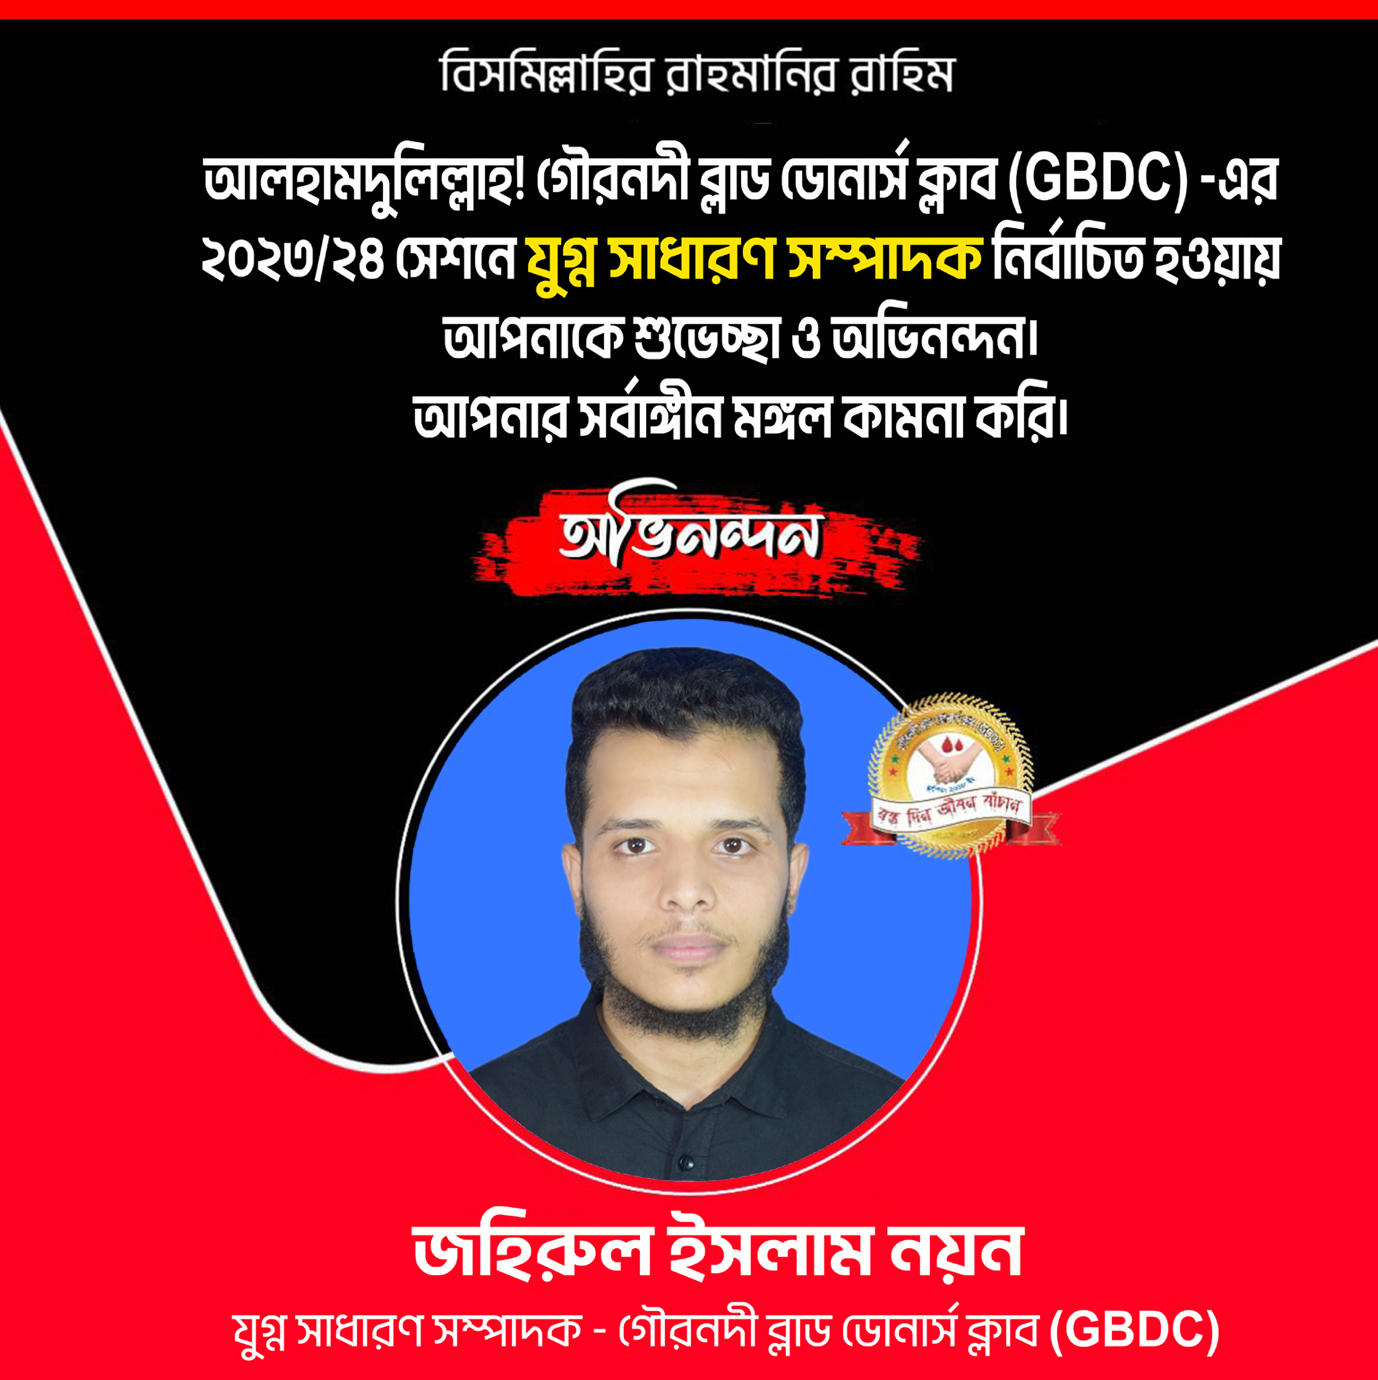 বিসমিল্লাহির রাহমানির রাহিম
আলহামদুলিল্লাহ! গৌরনদী ব্লাড ডোনার্স ক্লাব (GBDC) -এর
২০২৩/২৪ সেশনে যুগ্ন সাধারণ সম্পাদক নির্বাচিত হওয়ায়
আপনাকে শুভেচ্ছা ও অভিনন্দন।
আপনার সর্বাঙ্গীন মঙ্গল কামনা করি।
অভিনন্দন
রক্ত দিন জীবন বাঁচান
জহিরুল ইসলাম নয়ন
যুগ্ন সাধারণ সম্পাদক - গৌরনদী ব্লাড ডোনার্স ক্লাব (GBDC)